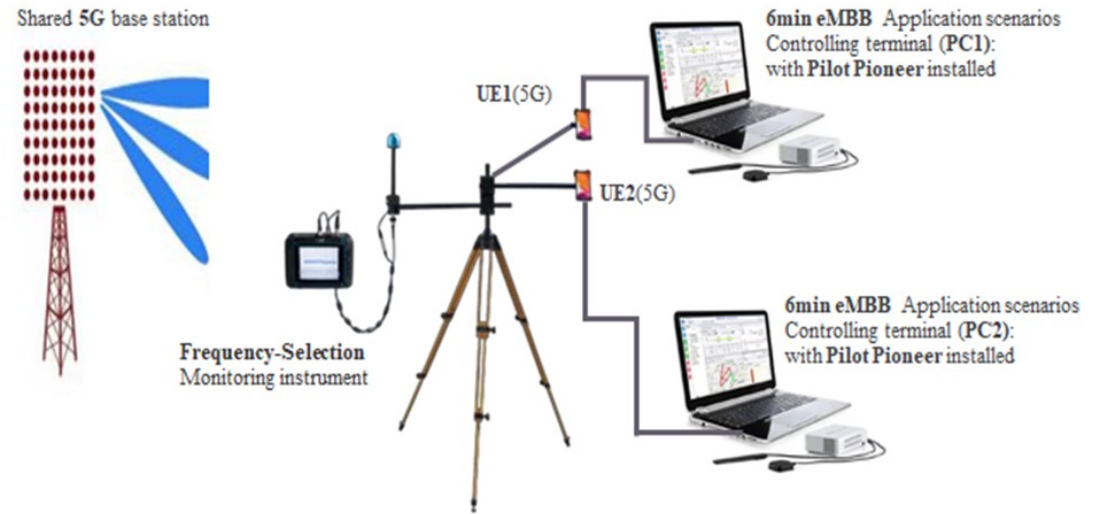 Shared 5G base station
6min eMBB Application scenarios
Controlling terminal (PC1):
with Pilot Pioneer installed
UE1(5G)
UE2(5G)
6min eMBB Application scenarios
Controlling terminal (PC2):
with Pilot Pioneer installed
Frequency-Selection
Monitoring instrument